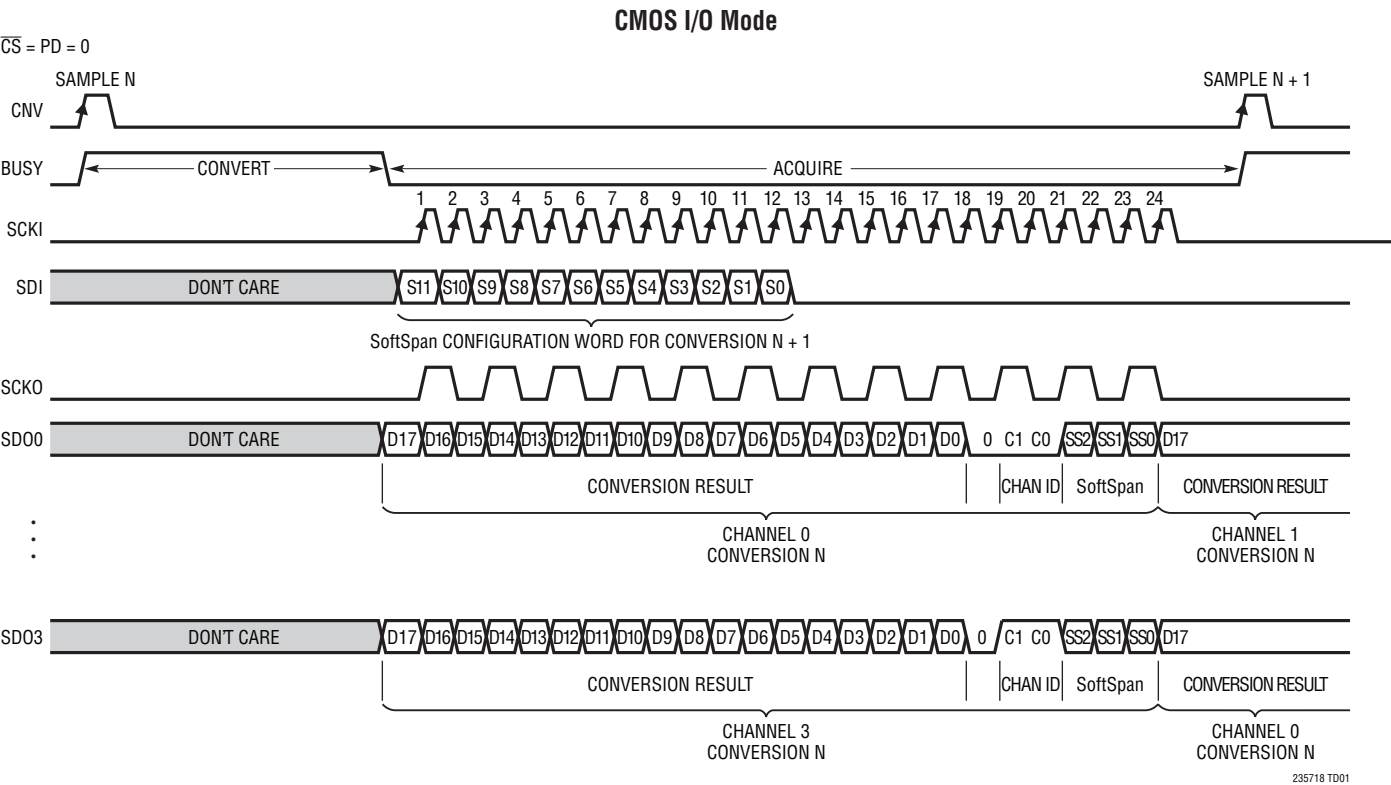 CMOS I/O Mode
CS = PD = 0
SAMPLE N SAMPLE N + 1
CNV
BUSY CONVERT ACQUIRE
1 2 3 4 5 6 7 8 9 10 11 12 13 14 15 16 17 18 19 20 21 22 23 24
SCKI
SDI DON'T CARE S11 S10 S9 S8 S7 S6 S5 S4 S3 S2 S1 S0
SoftSpan CONFIGURATION WORD FOR CONVERSION N + 1
SCKO
SDO0 DON'T CARE D17 D16 D15 D14 D13 D12 D11 D10 D9 D8 D7 D6 D5 D4 D3 D2 D1 D0 0 C1 C0 SS2 SS1 SS0 D17
CONVERSION RESULT CHAN ID SoftSpan CONVERSION RESULT
CHANNEL 0 CHANNEL 1
CONVERSION N CONVERSION N
SDO3 DON'T CARE D17 D16 D15 D14 D13 D12 D11 D10 D9 D8 D7 D6 D5 D4 D3 D2 D1 D0 0 C1 C0 SS2 SS1 SS0 D17
CONVERSION RESULT CHAN ID SoftSpan CONVERSION RESULT
CHANNEL 3 CHANNEL 0
CONVERSION N CONVERSION N
235718 TD01